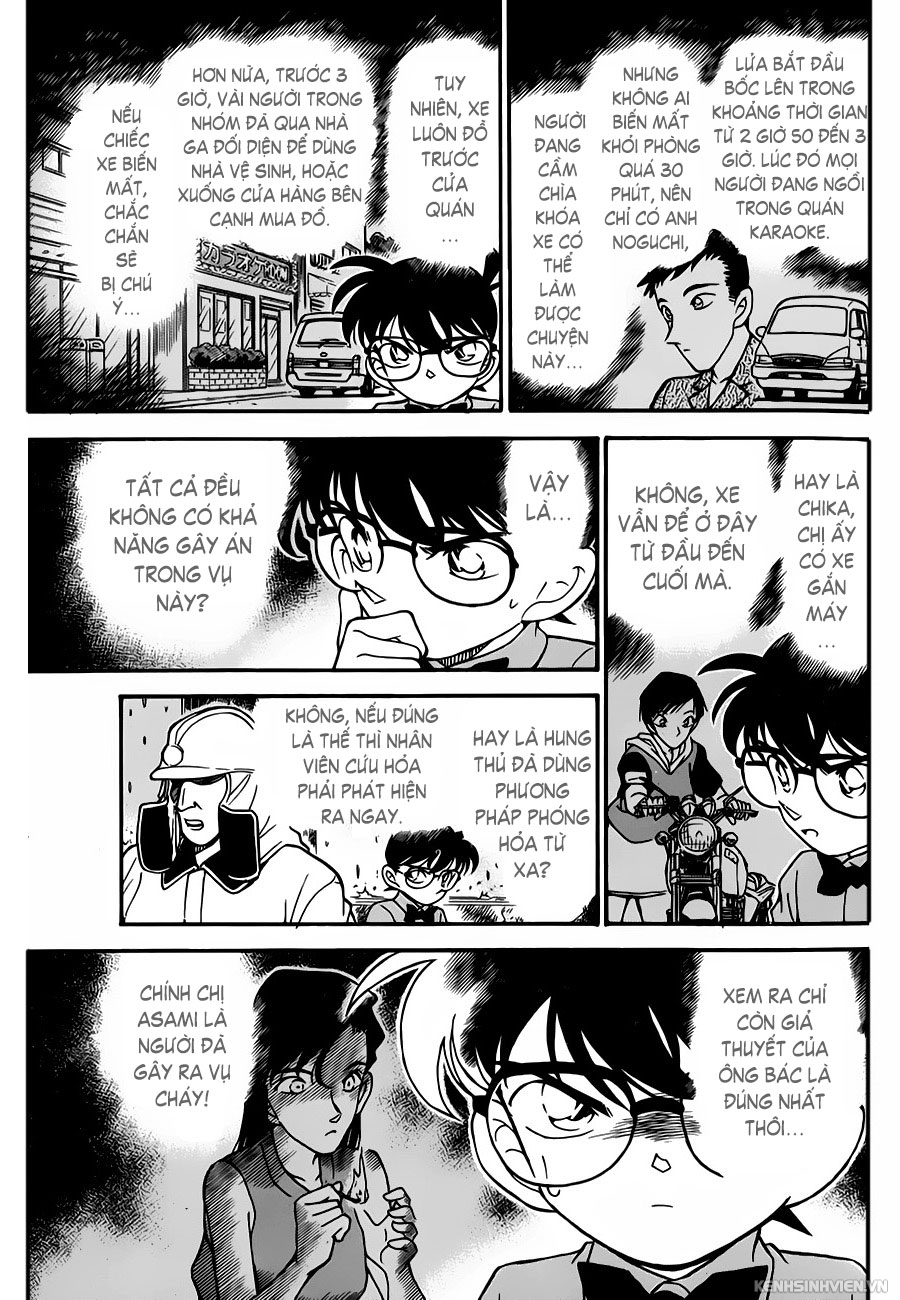 LỬA BẮT ĐẦU
BỐC LÊN TRONG
KHOẢNG THỜI GIAN
TỪ 2 GIỜ 50 ĐẾN 3
GIỜ. LÚC ĐÓ MỌI
NGƯỜI ĐANG NGỒI
TRONG QUÁN
KARAOKE.
NHƯNG
KHÔNG AI
BIẾN MẤT
KHỎI PHÒNG
QUÁ 30
PHÚT, NÊN
CHỈ CÓ ANH
NOGUCHI,
NGƯỜI
ĐANG
CẦM
CHÌA
KHÓA
XE CÓ
THỂ
LÀM
ĐƯỢC
CHUYỆN
NÀY...
TUY
NHIÊN, XE
LUÔN ĐỖ
TRƯỚC
CỬA
QUÁN
...
HƠN NỮA, TRƯỚC 3
GIỜ, VÀI NGƯỜI TRONG
NHÓM ĐÃ QUA NHÀ
GA ĐỐI DIỆN ĐỂ DÙNG
NHÀ VỆ SINH, HOẶC
XUỐNG CỬA HÀNG BÊN
CẠNH MUA ĐỒ.
NẾU
CHIẾC
XE BIẾN
MẤT,
CHẮC
CHẮN
SẼ
BỊ CHÚ
Ý...
カラオケINN
HAY LÀ
CHIKA,
CHỊ ẤY
CÓ XE
GẮN
MÁY
...
KHÔNG, XE
VẪN ĐỂ Ở ĐÂY
TỪ ĐẦU ĐẾN
CUỐI MÀ.
VẬY
LÀ...
TẤT CẢ ĐỀU
KHÔNG CÓ KHẢ
NĂNG GÂY ÁN
TRONG VỤ
NÀY?
HAY LÀ HUNG
THỦ ĐÃ DÙNG
PHƯƠNG
PHÁP PHÓNG
HỎA TỪ
XA?
KHÔNG, NẾU ĐÚNG
LÀ THẾ THÌ NHÂN
VIÊN CỨU HỎA
PHẢI PHÁT HIỆN
RA NGAY.
XEM RA CHỈ
CÒN GIẢ
THUYẾT CỦA
ÔNG BÁC LÀ
ĐÚNG NHẤT
THÔI...
CHÍNH CHỊ
ASAMI LÀ
NGƯỜI ĐÃ
GÂY RA VỤ
CHÁY!
KENHSINHVIEN.VN